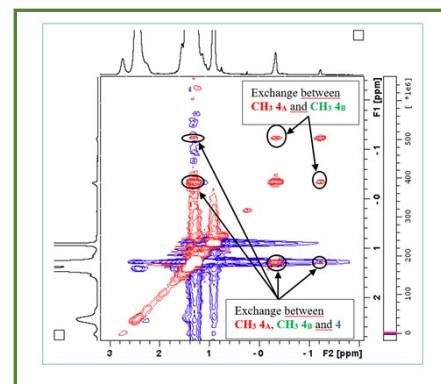 Exchange between
CH3 4A and CH3 4B
F1 [ppm]
[ *1e6]
- 1
- 0
1
2
500
400
300
200
100
0
Exchange between
CH3 4A, CH3 4B and 4
3
2
1
- 0
- 1
F2 [ppm]